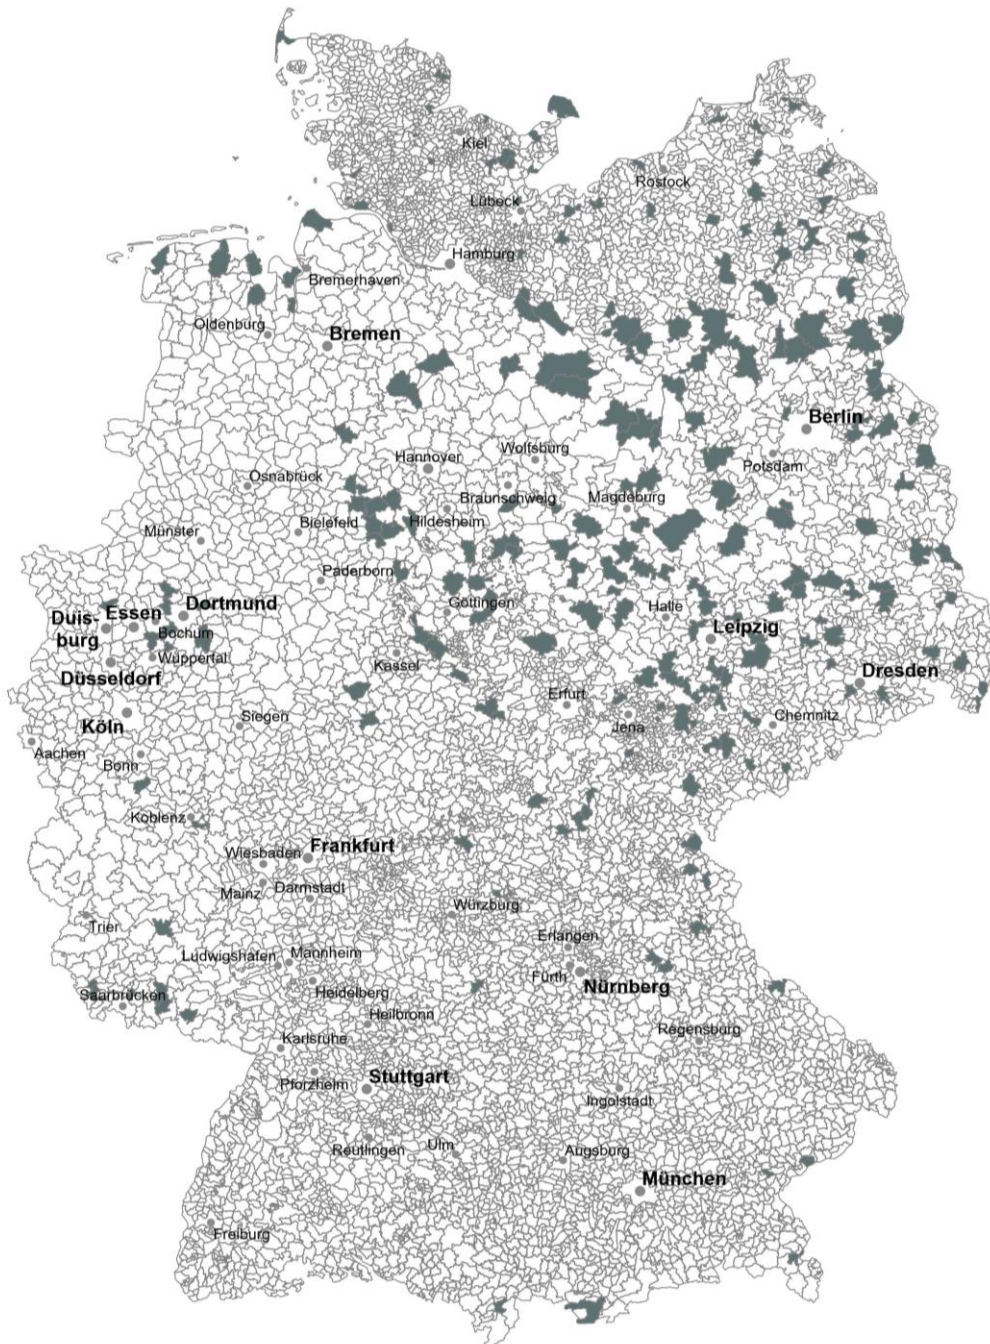 Kiel
Rostock
Lübeck
Hamburg
Bremerhaven
Oldenburg
Bremen
Berlin
Wolfsburg
Hannover
Potsdam
Osnabrück
Braunschweig
Magdeburg
Bielefeld
Hildesheim
Münster
Paderborn
Göttingen
Halle
Duis-
burg
Essen
Dortmund
Bochum
Leipzig
Wuppertal
Kassel
Düsseldorf
Dresden
Erfurt
Siegen
Köln
Jena
Chemnitz
Aachen
Bonn
Koblenz
Frankfurt
Wiesbaden
Mainz
Darmstadt
Würzburg
Trier
Erlangen
Ludwigshafen
Mannheim
Fürth
Nürnberg
Saarbrücken
Heidelberg
Heilbronn
Regensburg
Karlsruhe
Pforzheim
Stuttgart
Ingolstadt
Reutlingen
Ulm
Augsburg
München
Freiburg